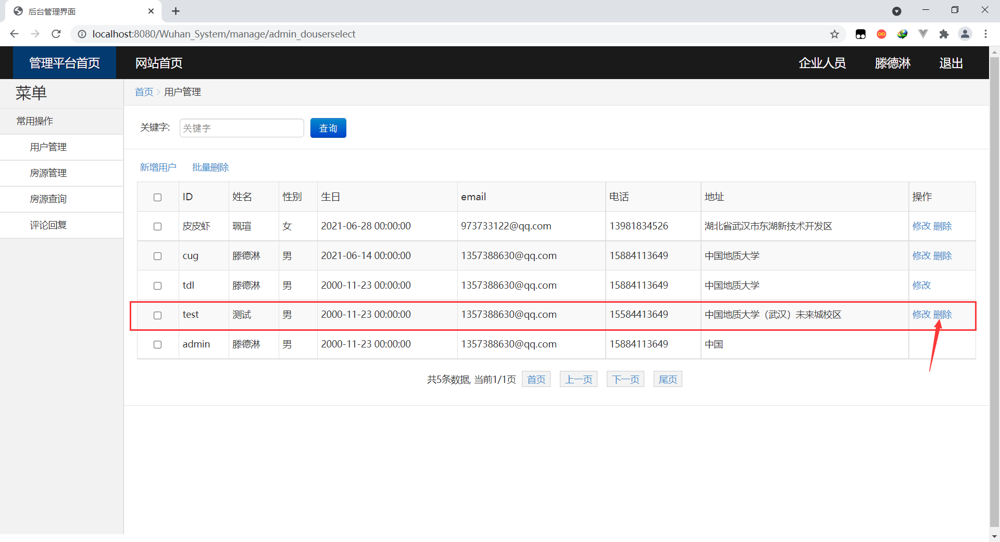 后台管理界面
localhost:8080/Wuhan_System/manage/admin_douserselect
管理平台首页 网站首页 企业人员 滕德淋 退出
菜单
首页 用户管理
常用操作
用户管理
房源管理
房源查询
评论回复
关键字: 关键字 查询
新增用户 批量删除
ID 姓名 性别 生日 email 电话 地址 操作
皮皮虾 珮瑄 女 2021-06-28 00:00:00 973733122@qq.com 13981834526 湖北省武汉市东湖新技术开发区 修改 删除
cug 滕德淋 男 2021-06-14 00:00:00 1357388630@qq.com 15884113649 中国地质大学 修改 删除
tdl 滕德淋 男 2000-11-23 00:00:00 1357388630@qq.com 15884113649 中国地质大学 修改
test 测试 男 2000-11-23 00:00:00 1357388630@qq.com 15584413649 中国地质大学（武汉）未来城校区 修改 删除
admin 滕德淋 男 2000-11-23 00:00:00 1357388630@qq.com 15884113649 中国
共5条数据, 当前1/1页 首页 上一页 下一页 尾页